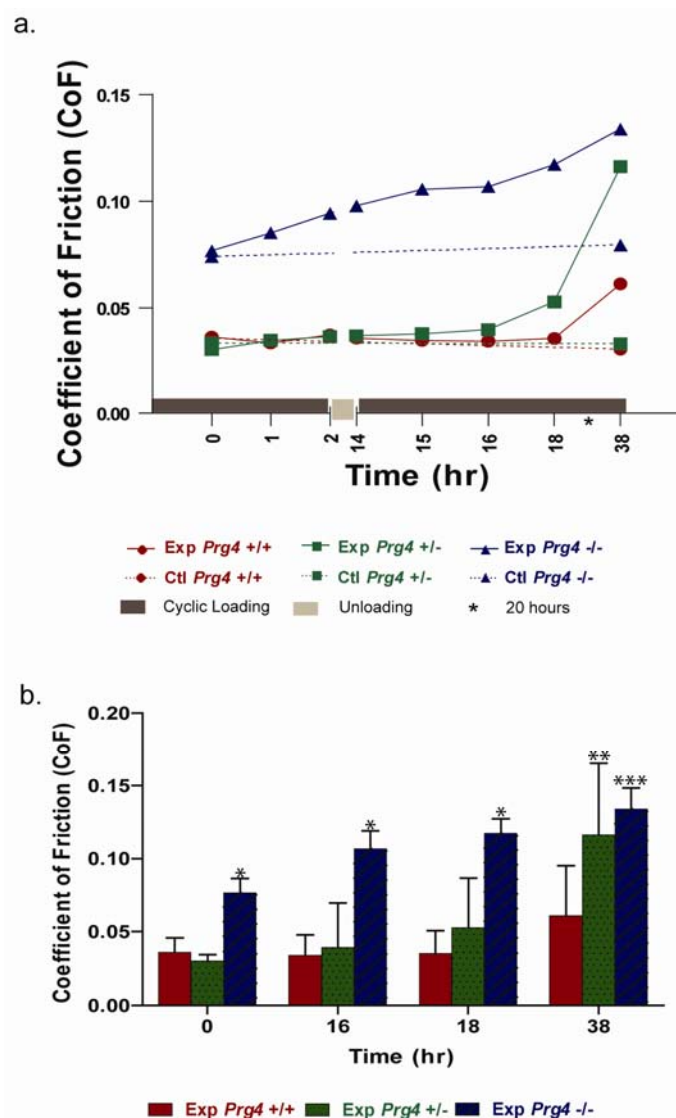 a.
Coefficient of Friction (CoF)
0.15
0.10
0.05
0.00
0 1 2 14 15 16 18 * 38
Time (hr)
Exp Prg4 +/+ Exp Prg4 +/- Exp Prg4 -/-
Ctl Prg4 +/+ Ctl Prg4 +/- Ctl Prg4 -/-
Cyclic Loading Unloading * 20 hours
b.
Coefficient of Friction (CoF)
0.20
0.15
0.10
0.05
0.00
* * * ** ***
0 16 18 38
Time (hr)
Exp Prg4 +/+ Exp Prg4 +/- Exp Prg4 -/-